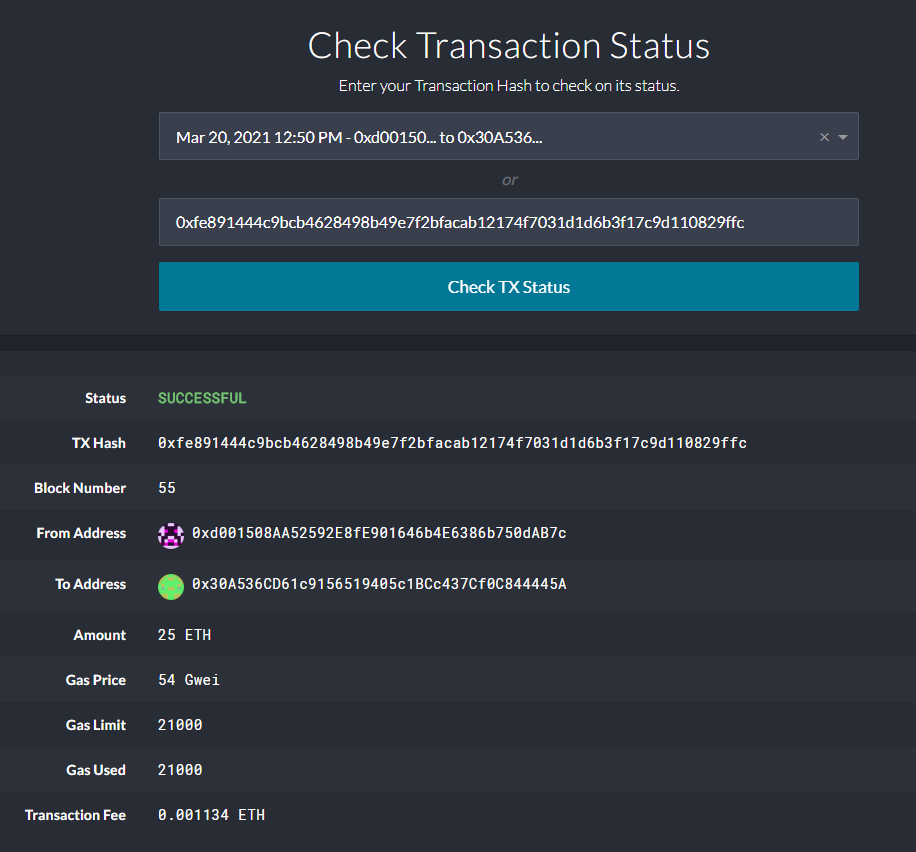 Check Transaction Status
Enter your Transaction Hash to check on its status.
Mar 20, 2021 12:50 PM - 0xd00150... to 0x30A536...
or
0xfe891444c9bcb4628498b49e7f2bfacab12174f7031d1d6b3f17c9d110829ffc
Check TX Status
Status SUCCESSFUL
TX Hash 0xfe891444c9bcb4628498b49e7f2bfacab12174f7031d1d6b3f17c9d110829ffc
Block Number 55
From Address 0xd001508AA52592E8fE901646b4E6386b750dAB7c
To Address 0x30A536CD61c9156519405c1BCc437Cf0C844445A
Amount 25 ETH
Gas Price 54 Gwei
Gas Limit 21000
Gas Used 21000
Transaction Fee 0.001134 ETH